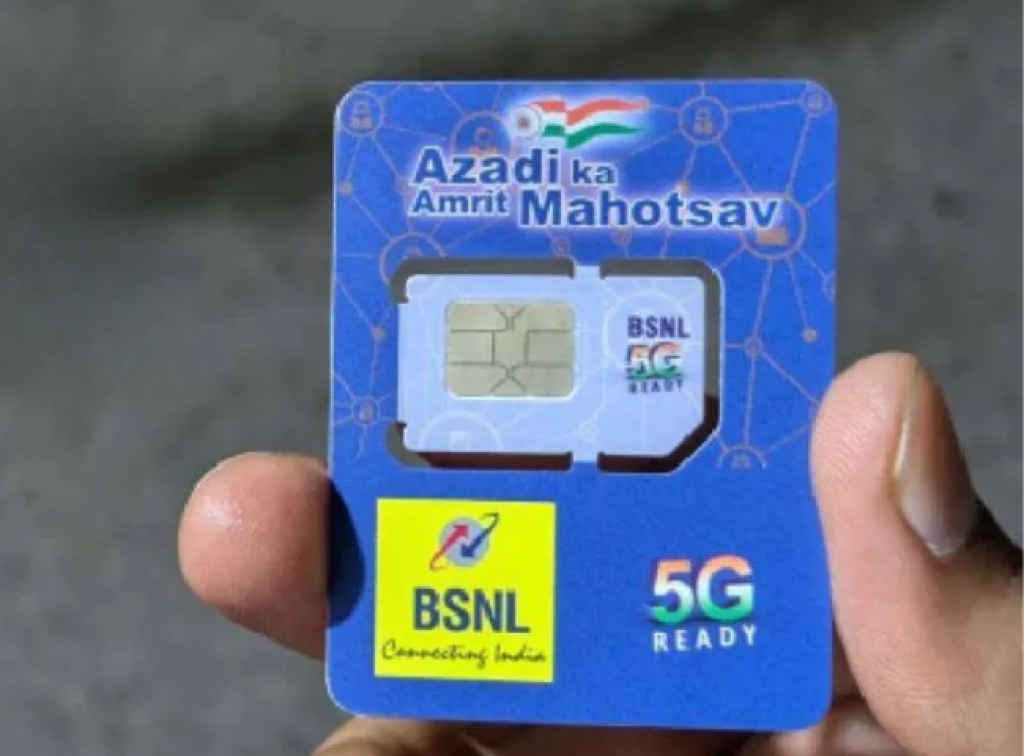 Azadi ka
Amrit Mahotsav
BSNL
5G
READY
BSNL
Connecting India
5G
READY